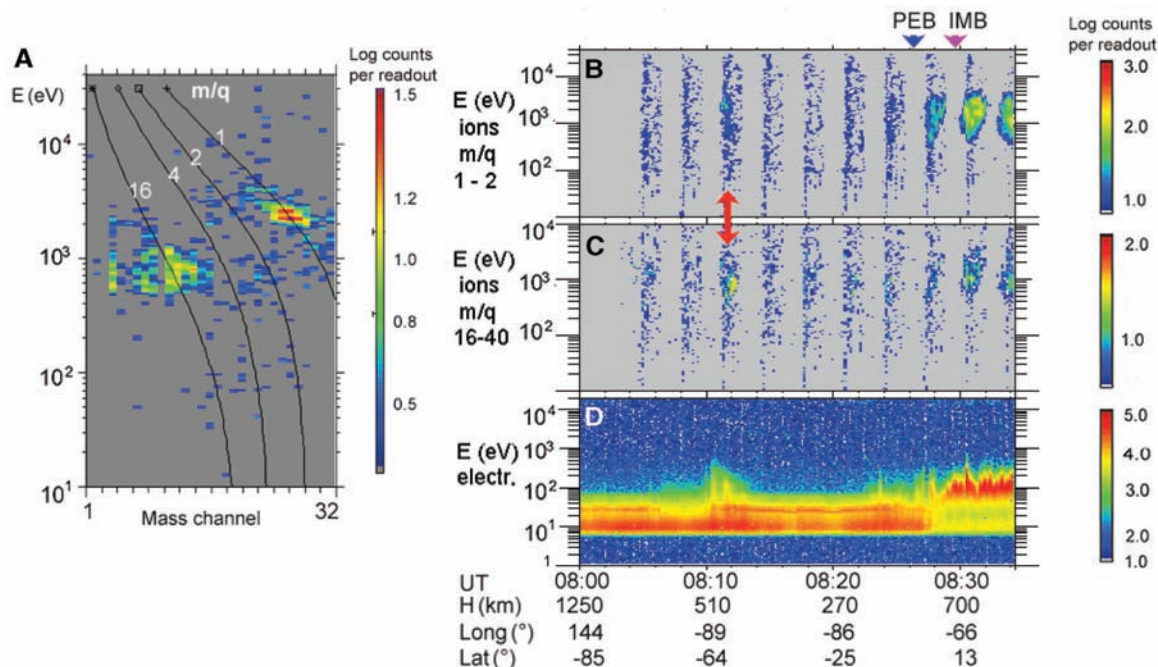 A
E (eV)
10⁴
10³
10²
10¹
m/q
16
4
2
1
1
Mass channel
32
Log counts
per readout
1.5
1.2
1.0
0.8
0.5
PEB
IMB
B
E (eV)
ions
m/q
1 - 2
10⁴
10³
10²
C
E (eV)
ions
m/q
16-40
10⁴
10³
10²
D
E (eV)
electr.
10⁴
10³
10²
10¹
1
UT 08:00 08:10 08:20 08:30
H (km) 1250 510 270 700
Long (°) 144 -89 -86 -66
Lat (°) -85 -64 -25 13
Log counts
per readout
3.0
2.0
1.0
2.0
1.0
5.0
4.0
3.0
2.0
1.0